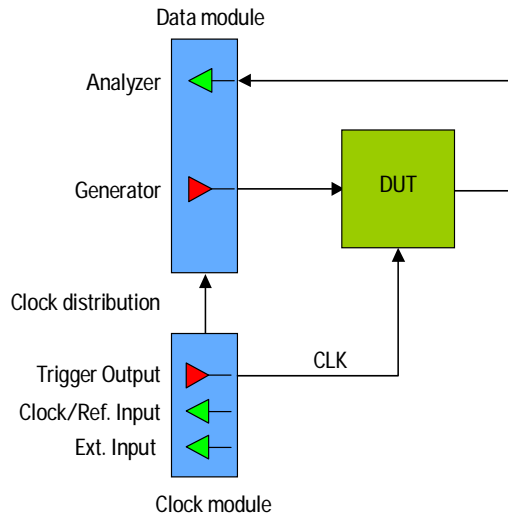 Data module
Analyzer
Generator
DUT
Clock distribution
Trigger Output
CLK
Clock/Ref. Input
Ext. Input
Clock module